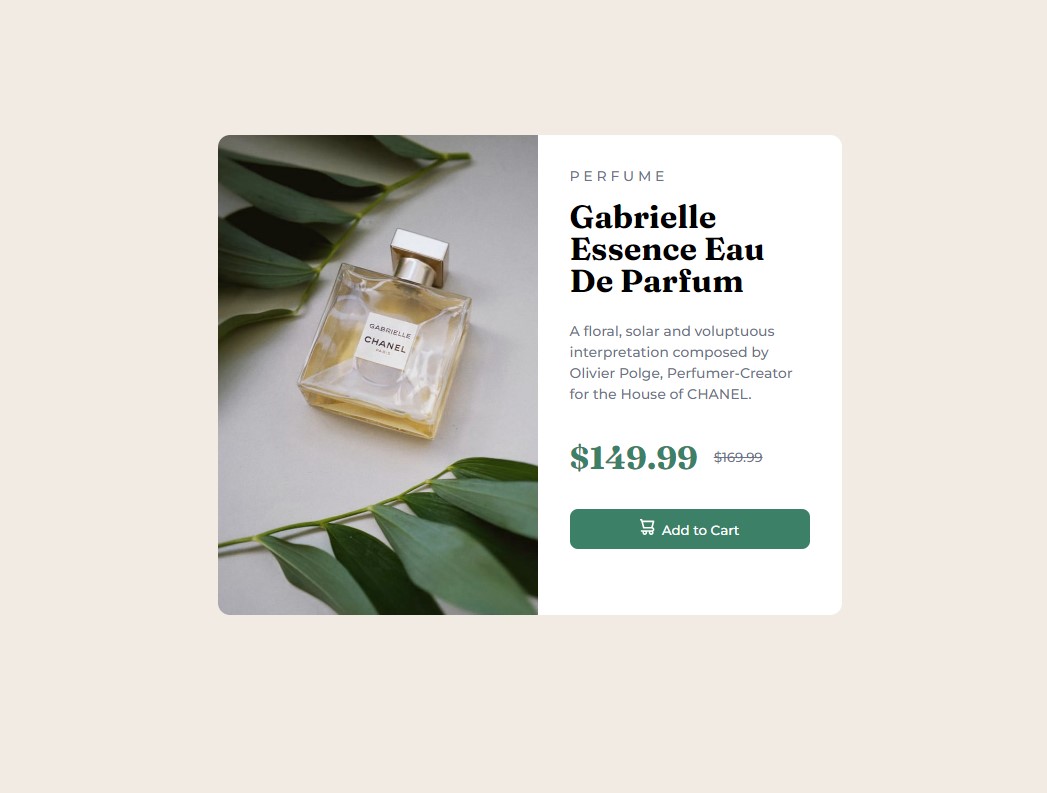 GABRIELLE
CHANEL
PARIS
PERFUME
Gabrielle
Essence Eau
De Parfum
A floral, solar and voluptuous
interpretation composed by
Olivier Polge, Perfumer-Creator
for the House of CHANEL.
$149.99 $169.99
Add to Cart